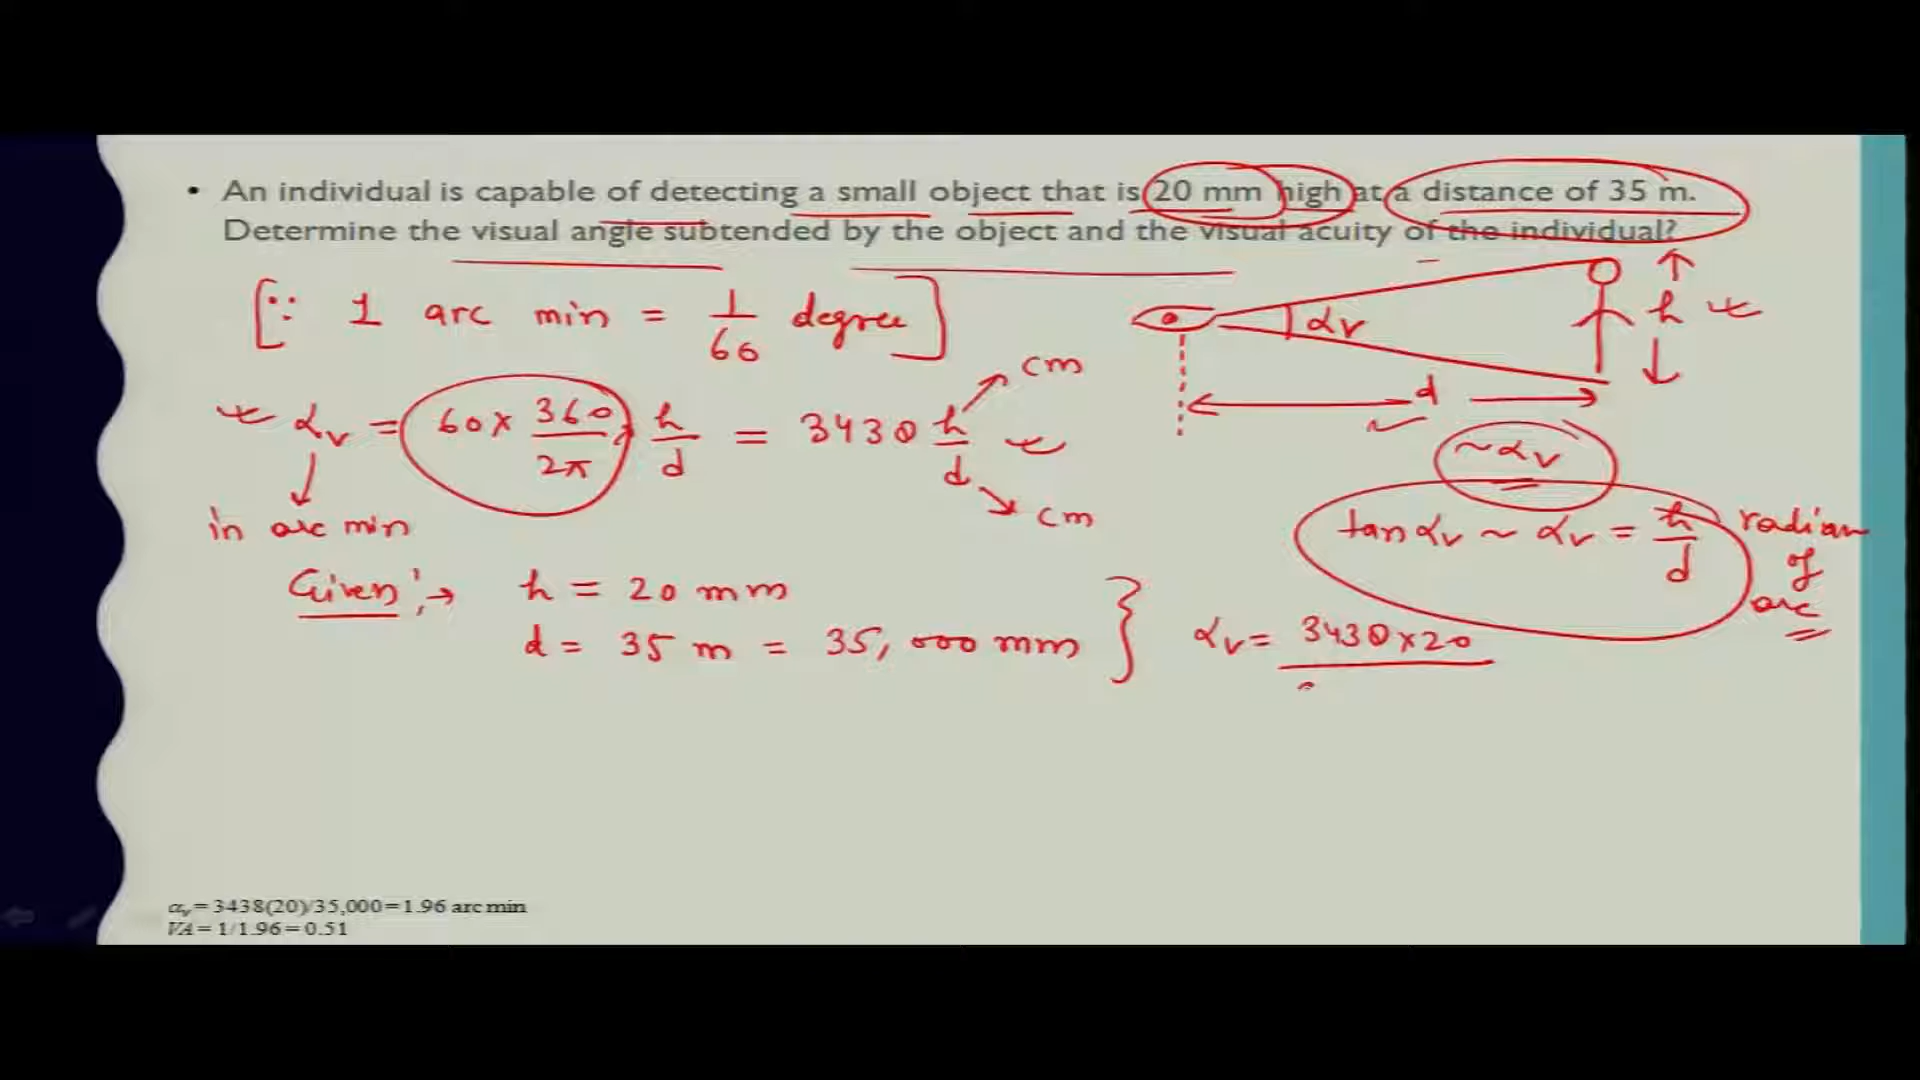 • An individual is capable of detecting a small object that is 20 mm high at a distance of 35 m.
Determine the visual angle subtended by the object and the visual acuity of the individual?
[∵ 1 arc min = 1/60 degree]
αv
h
d
αv = 60 × 360/2π · h/d = 3438 h/d
cm
cm
in arc min
~αv
tan αv ~ αv = h/d radian of arc
Given :→ h = 20 mm
d = 35 m = 35,000 mm }
αv = 3438×20
αv = 3438(20)/35,000=1.96 arc min
VA = 1/1.96 = 0.51